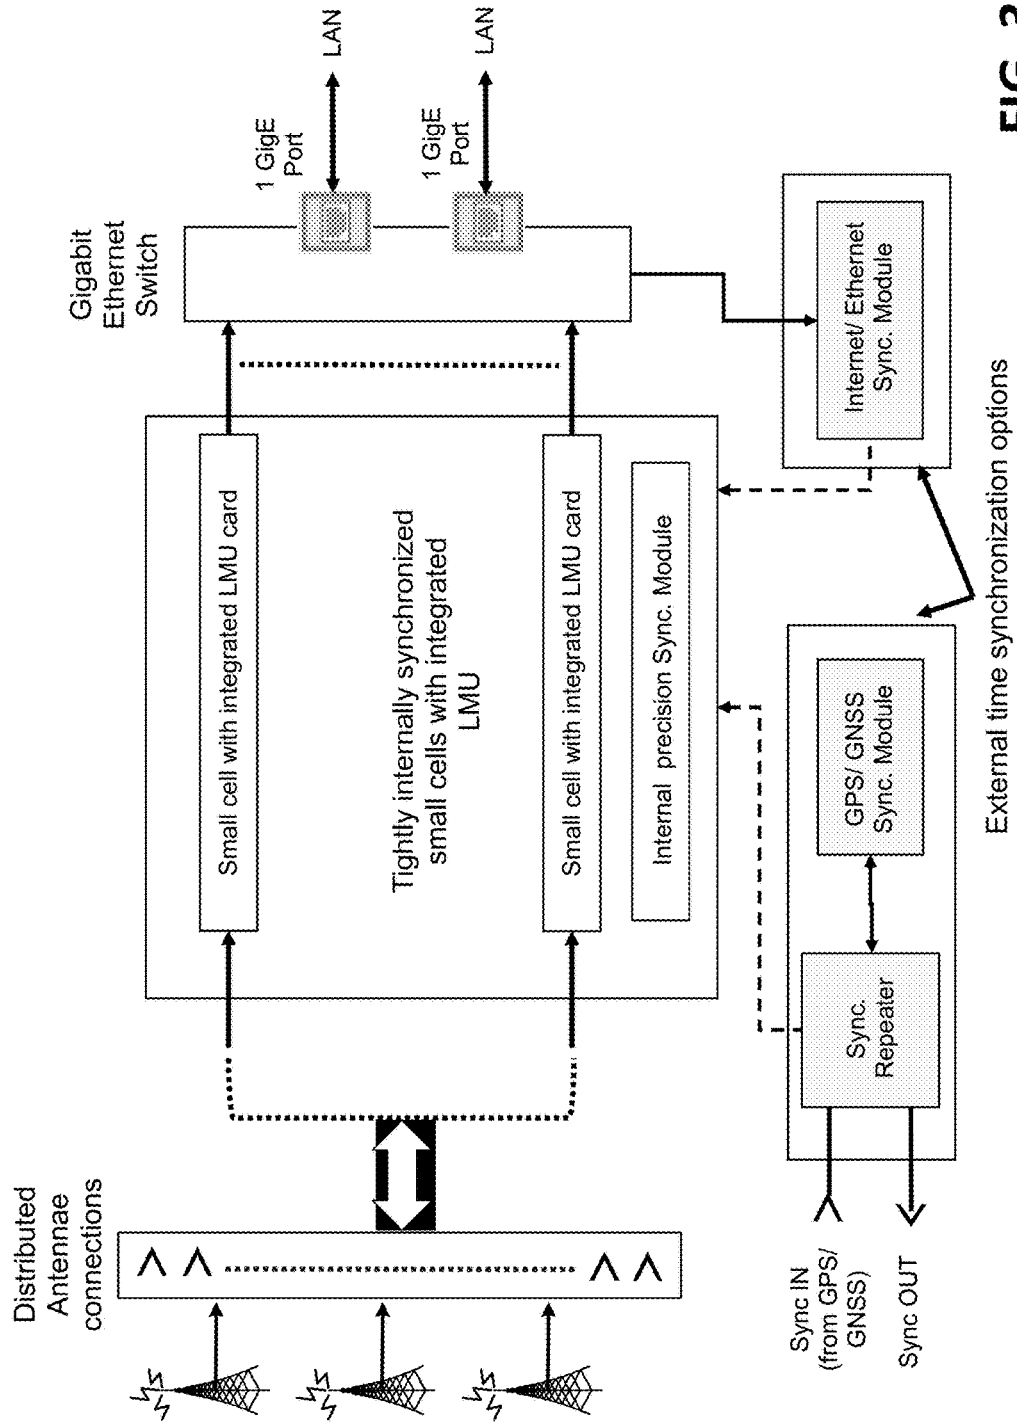 Distributed
Antennae
connections
Gigabit
Ethernet
Switch
1 GigE
Port
LAN
1 GigE
Port
LAN
Small cell with integrated LMU card
Tightly internally synchronized
small cells with integrated
LMU
Small cell with integrated LMU card
Internal precision Sync. Module
Sync IN
(from GPS/
GNSS)
Sync OUT
Sync.
Repeater
GPS/ GNSS
Sync. Module
Internet/ Ethernet
Sync. Module
External time synchronization options
FIG.